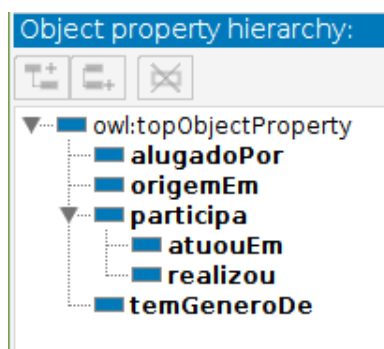 Object property hierarchy:
owl:topObjectProperty
alugadoPor
origemEm
participa
atuouEm
realizou
temGeneroDe